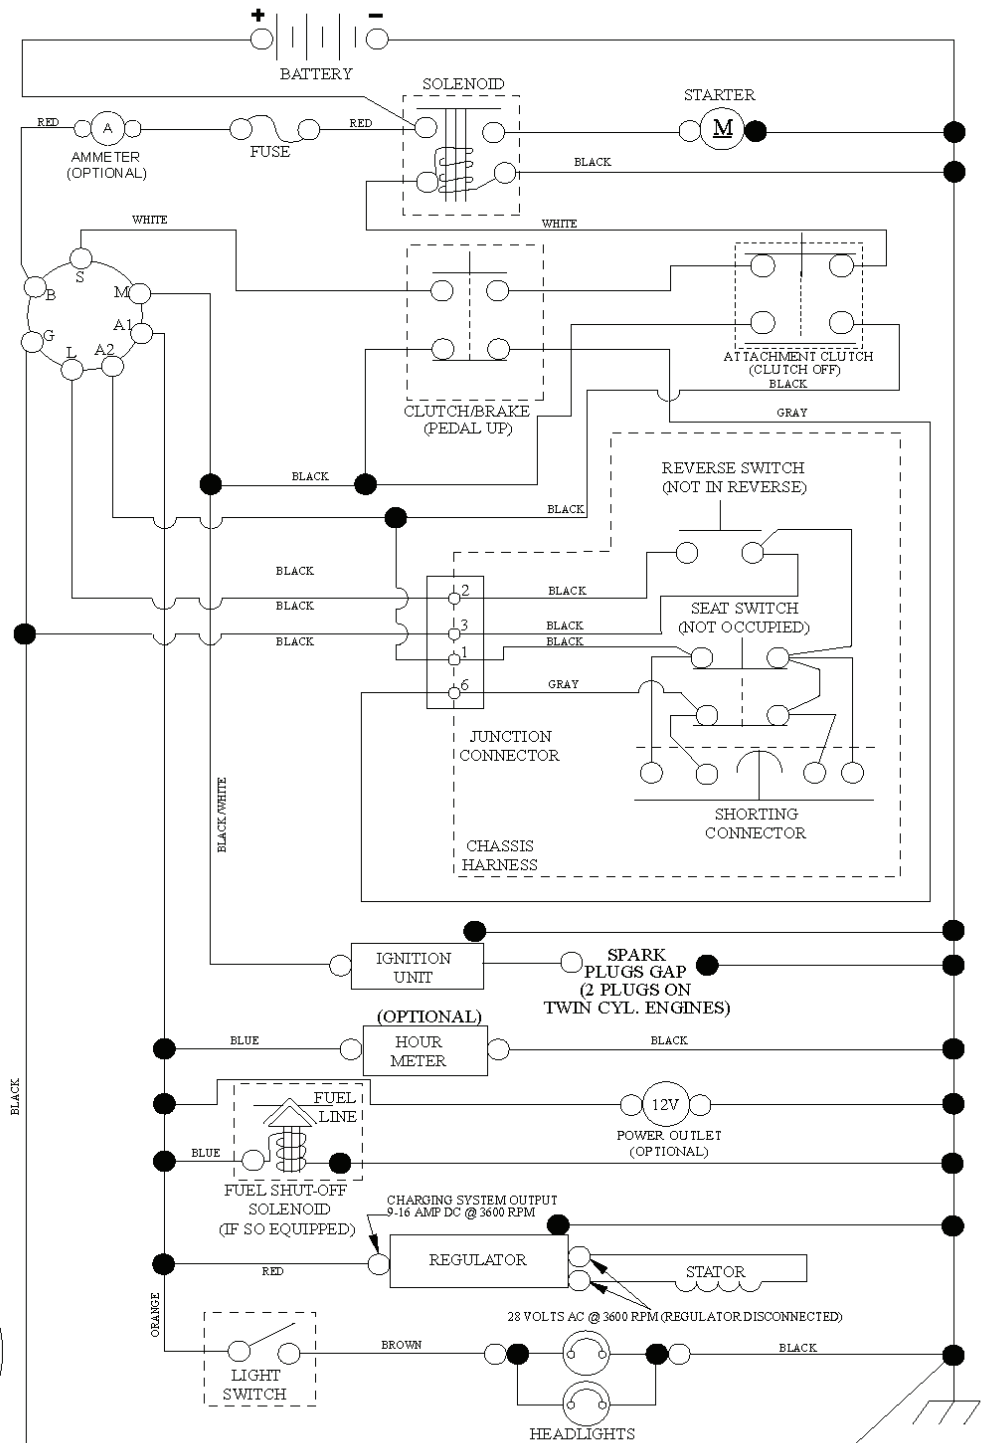 + −
BATTERY
SOLENOID
STARTER
M
RED
A
RED
FUSE
AMMETER
(OPTIONAL)
BLACK
WHITE
WHITE
S
B
M
A1
G
L
A2
ATTACHMENT CLUTCH
(CLUTCH OFF)
BLACK
CLUTCH/BRAKE
(PEDAL UP)
GRAY
BLACK
REVERSE SWITCH
(NOT IN REVERSE)
BLACK
BLACK
2
BLACK
BLACK
SEAT SWITCH
(NOT OCCUPIED)
3
BLACK
BLACK
BLACK
1
6
GRAY
JUNCTION
CONNECTOR
BLACK/WHITE
SHORTING
CONNECTOR
CHASSIS
HARNESS
IGNITION
UNIT
SPARK
PLUGS GAP
(2 PLUGS ON
TWIN CYL. ENGINES)
(OPTIONAL)
HOUR
METER
BLUE
BLACK
BLACK
FUEL
LINE
12V
POWER OUTLET
(OPTIONAL)
BLUE
FUEL SHUT-OFF
SOLENOID
(IF SO EQUIPPED)
CHARGING SYSTEM OUTPUT
9-16 AMP DC @ 3600 RPM
REGULATOR
RED
STATOR
28 VOLTS AC @ 3600 RPM (REGULATOR DISCONNECTED)
ORANGE
BROWN
BLACK
LIGHT
SWITCH
HEADLIGHTS